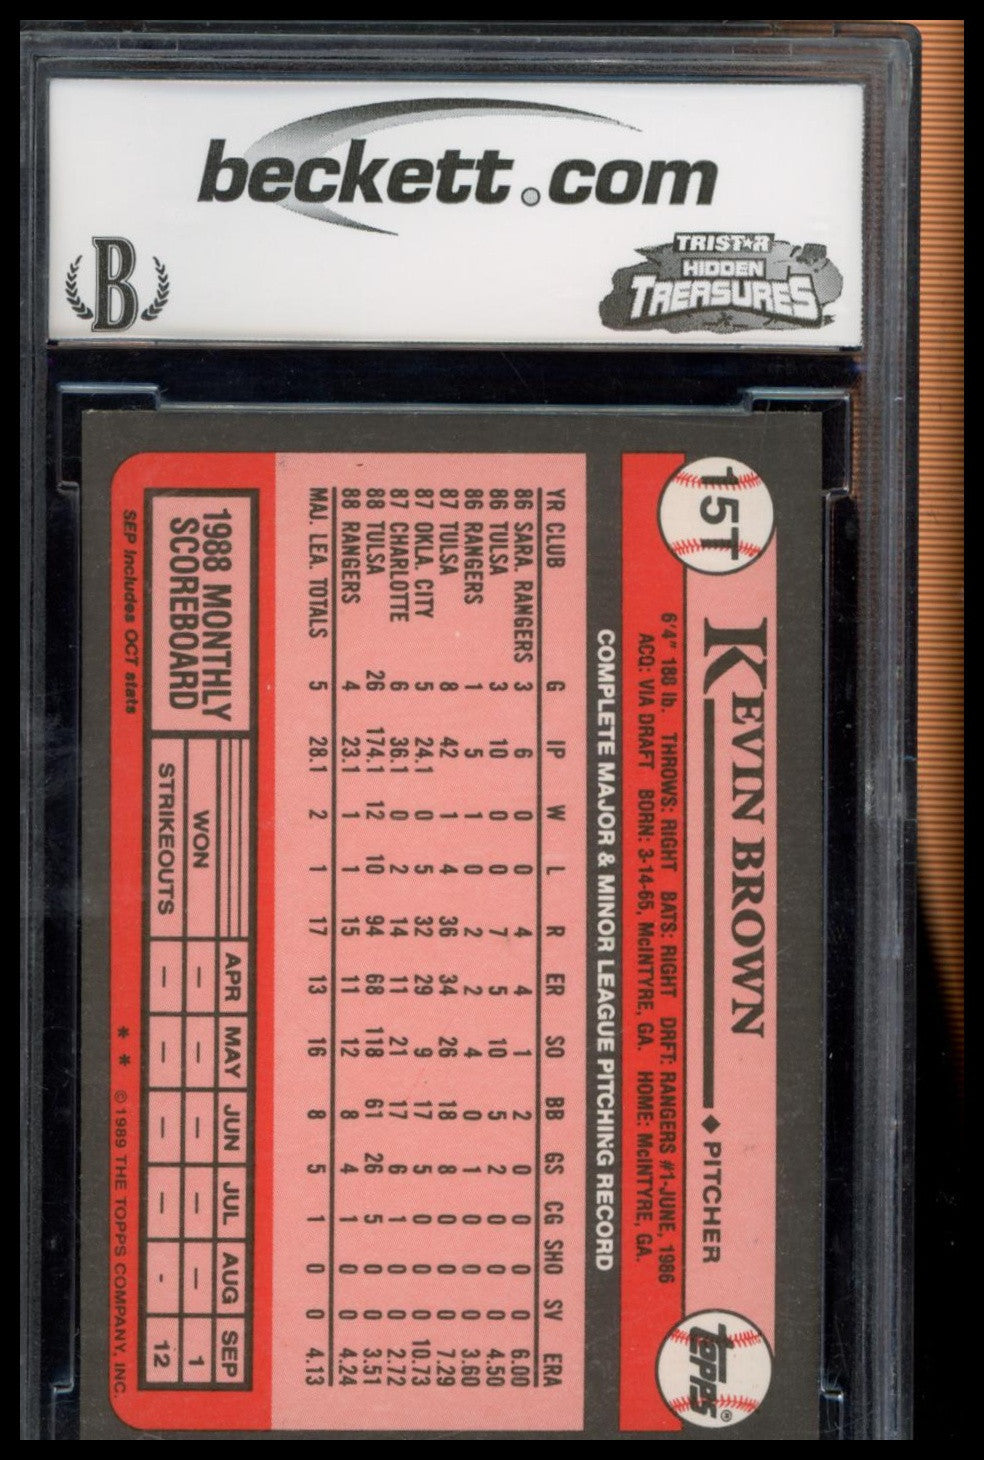 beckett.com
B
TRISTAR
HIDDEN
TREASURES
15T
KEVIN BROWN ◆ PITCHER
topps®
6'4" 188 lb. THROWS: RIGHT BATS: RIGHT DRFT: RANGERS #1-JUNE, 1986
ACQ: VIA DRAFT BORN: 3-14-65, McINTYRE, GA. HOME: McINTYRE, GA.
COMPLETE MAJOR & MINOR LEAGUE PITCHING RECORD
YR CLUB G IP W L R ER SO BB GS CG SHO SV ERA
86 SARA. RANGERS 3 6 0 0 4 4 1 2 0 0 0 0 6.00
86 TULSA 3 10 0 0 7 5 10 5 2 0 0 0 4.50
86 RANGERS 1 5 1 0 2 2 4 0 1 0 0 0 3.60
87 TULSA 8 42 1 4 36 34 26 18 8 0 0 0 7.29
87 OKLA. CITY 5 24.1 0 5 32 29 9 17 5 0 0 0 10.73
87 CHARLOTTE 6 36.1 0 2 14 11 21 17 6 1 0 0 2.72
88 TULSA 26 174.1 12 10 94 68 118 61 26 5 0 0 3.51
88 RANGERS 4 23.1 1 1 15 11 12 8 4 1 0 0 4.24
MAJ. LEA. TOTALS 5 28.1 2 1 17 13 16 8 5 1 0 0 4.13
1988 MONTHLY
SCOREBOARD
APR MAY JUN JUL AUG SEP
WON — — — — — 1
STRIKEOUTS — — — — - 12
SEP Includes OCT stats
* * © 1989 THE TOPPS COMPANY, INC.